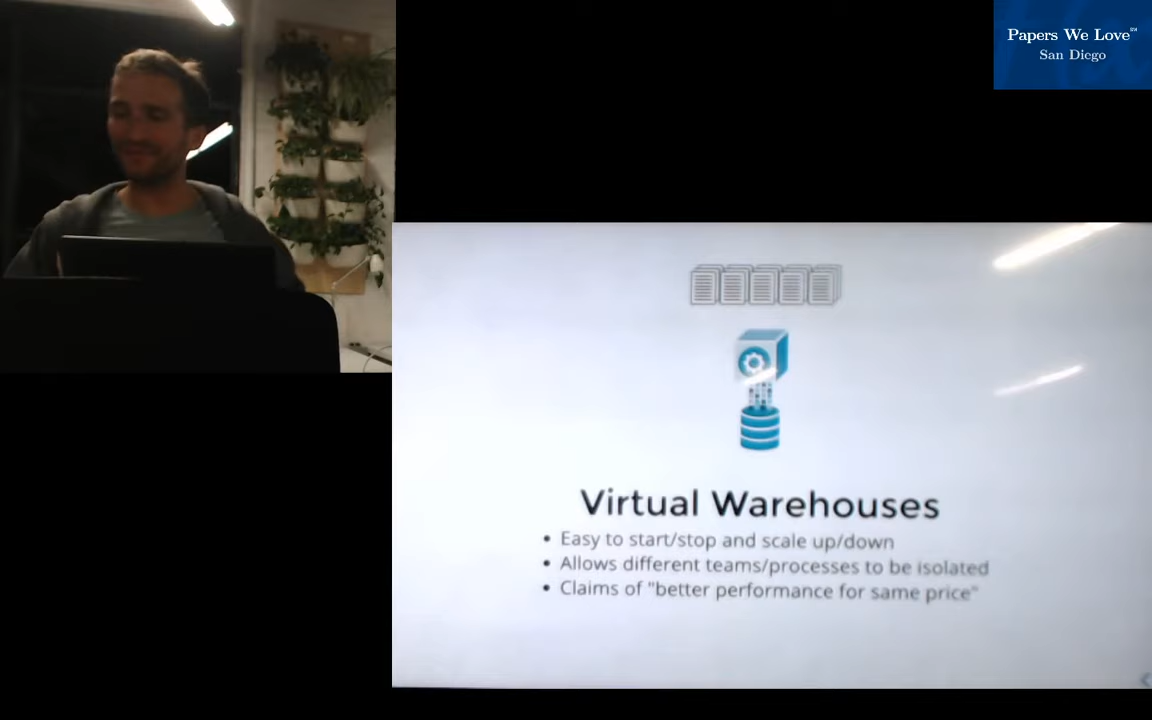 Papers We Love℠
San Diego
Virtual Warehouses
• Easy to start/stop and scale up/down
• Allows different teams/processes to be isolated
• Claims of "better performance for same price"